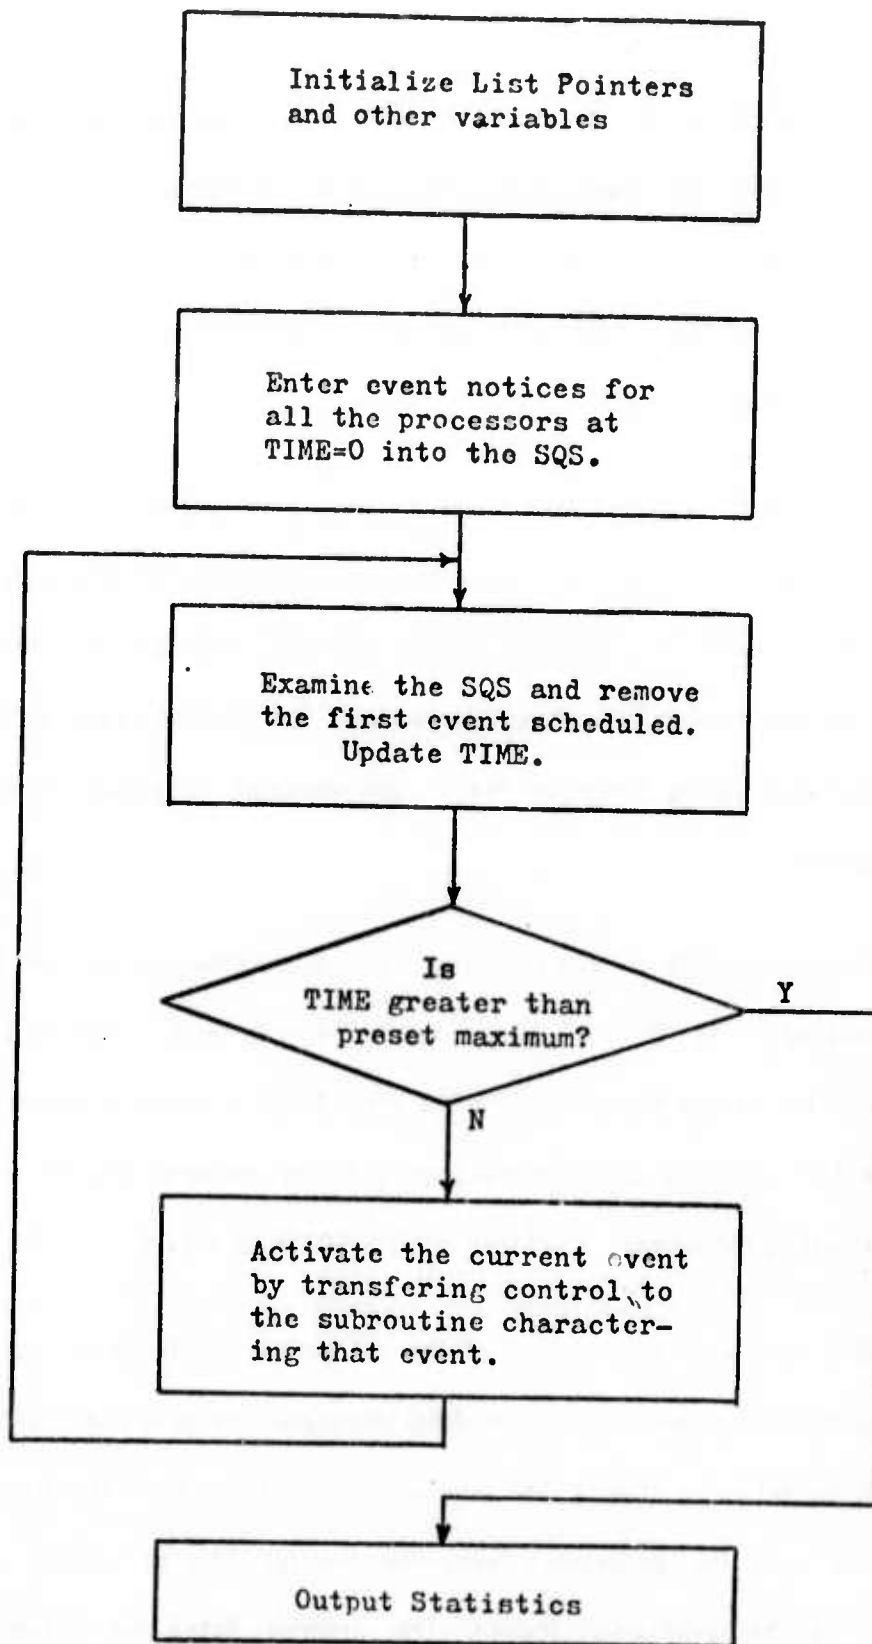 Initialize List Pointers
and other variables
Enter event notices for
all the processors at
TIME=0 into the SQS.
Examine the SQS and remove
the first event scheduled.
Update TIME.
Is
TIME greater than
preset maximum?
Y
N
Activate the current event
by transfering control to
the subroutine character-
ing that event.
Output Statistics